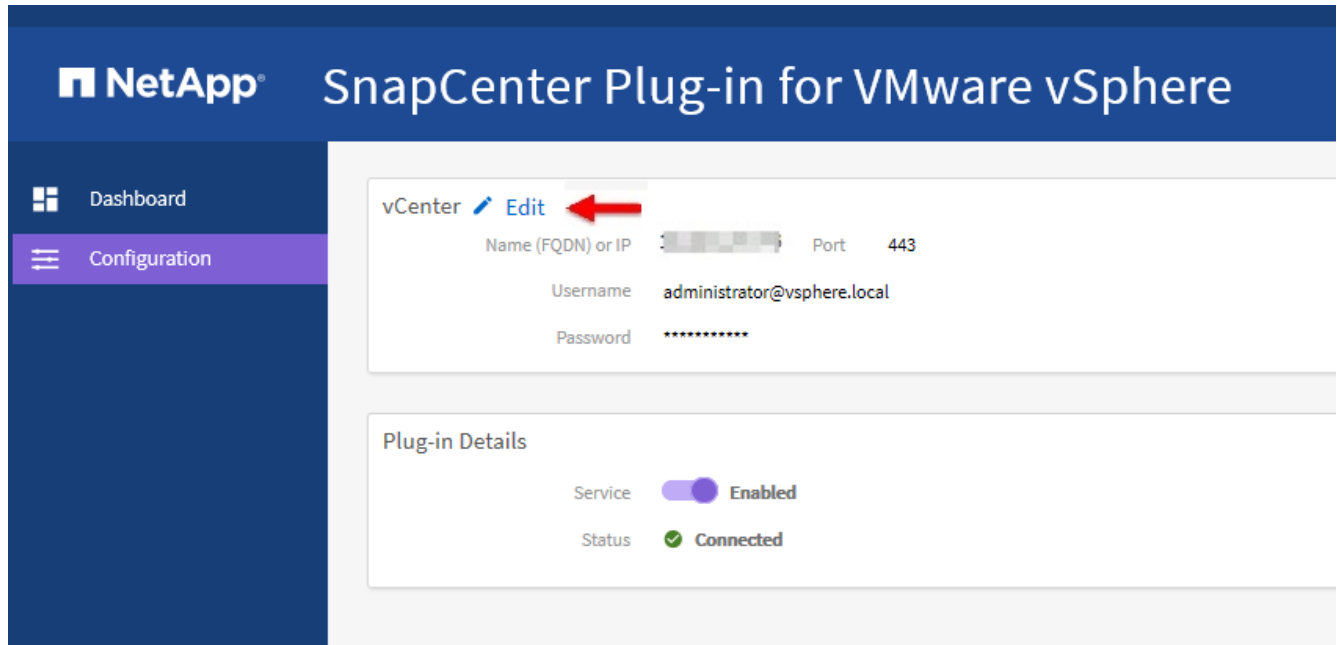 NetApp® SnapCenter Plug-in for VMware vSphere
Dashboard
Configuration
vCenter Edit
Name (FQDN) or IP Port 443
Username administrator@vsphere.local
Password ***********
Plug-in Details
Service Enabled
Status Connected